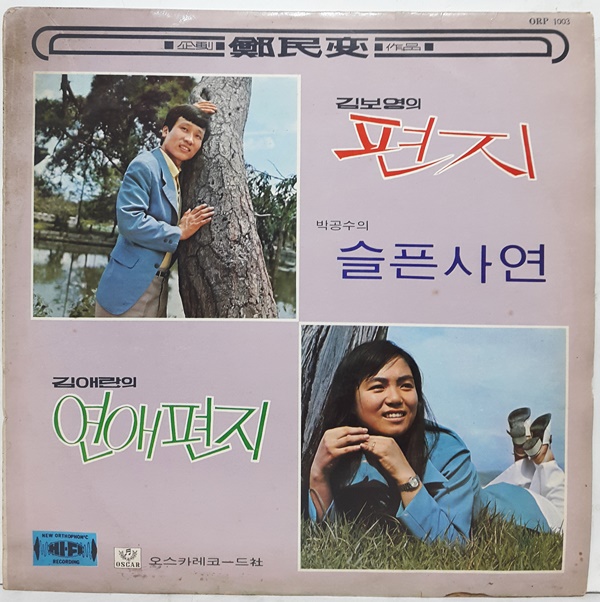 ORP 1003
企劃 鄭民燮 作品
김보영의
편지
박공수의
슬픈사연
김애란의
연애편지
NEW ORTHOPHONIC
HI-FI
RECORDING
OSCAR
오스카레코ー드社